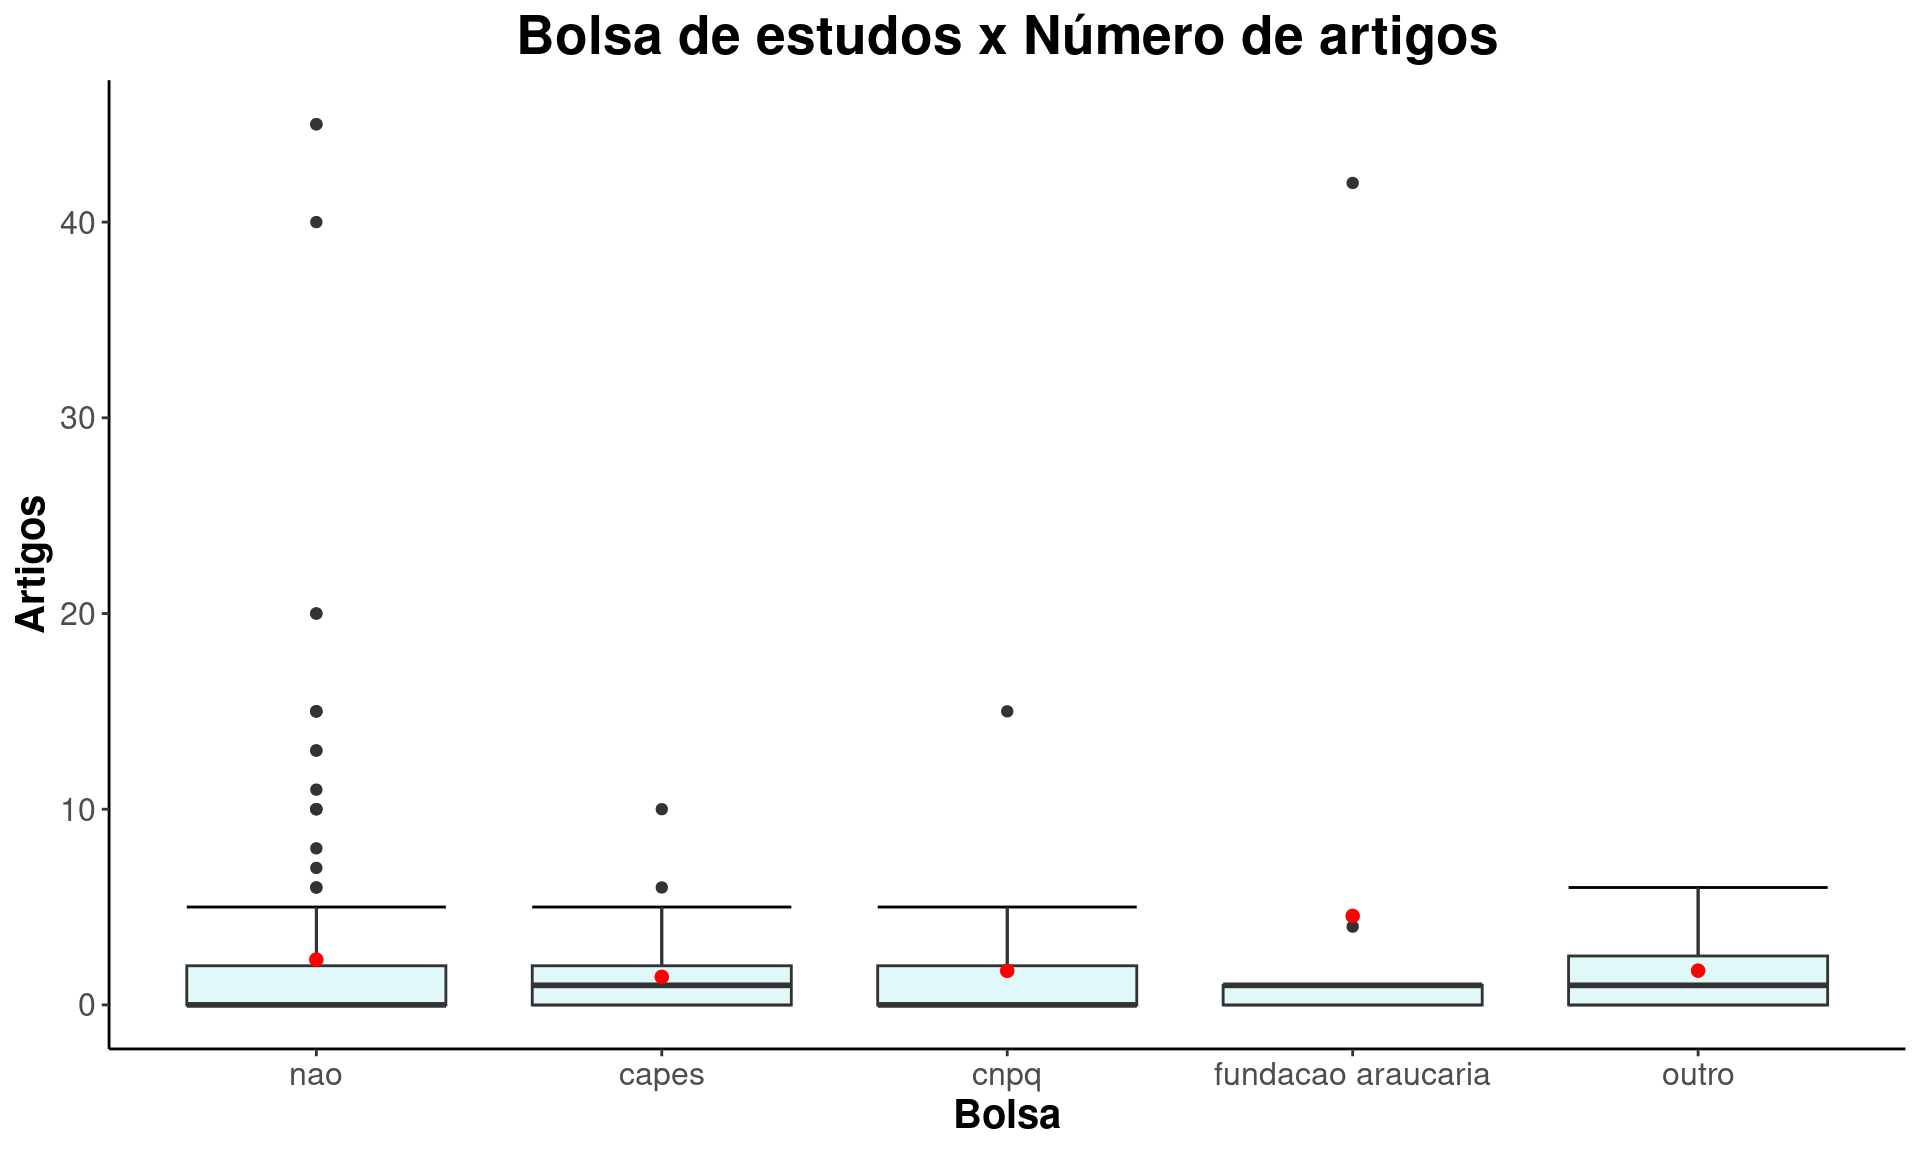 Bolsa de estudos x Número de artigos
Artigos
40
30
20
10
0
nao capes cnpq fundacao araucaria outro
Bolsa